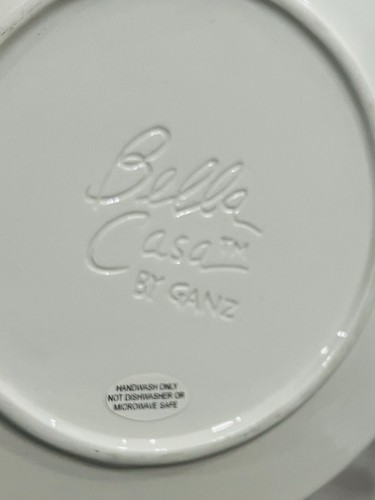 Bella
Casa™
BY GANZ
HANDWASH ONLY
NOT DISHWASHER OR
MICROWAVE SAFE